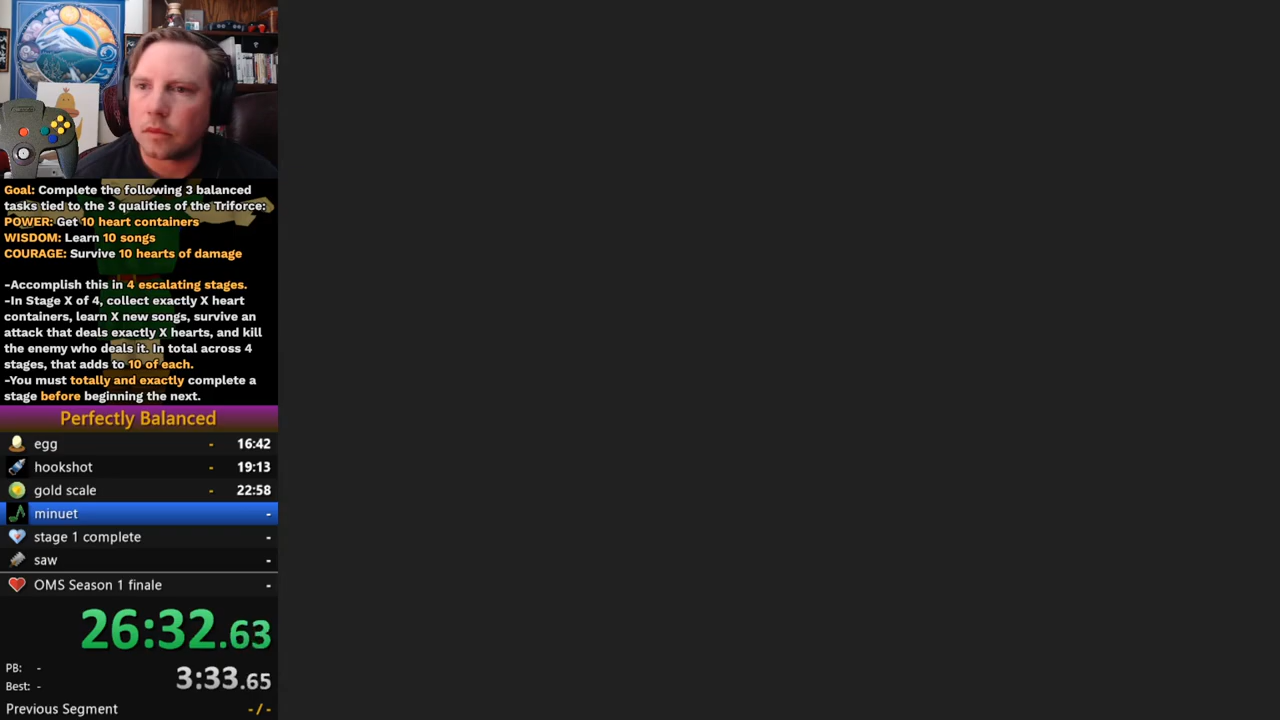 Goal: Complete the following 3 balanced
tasks tied to the 3 qualities of the Triforce:
POWER: Get 10 heart containers
WISDOM: Learn 10 songs
COURAGE: Survive 10 hearts of damage
-Accomplish this in 4 escalating stages.
-In Stage X of 4, collect exactly X heart
containers, learn X new songs, survive an
attack that deals exactly X hearts, and kill
the enemy who deals it. In total across 4
stages, that adds to 10 of each.
-You must totally and exactly complete a
stage before beginning the next.
Perfectly Balanced
egg - 16:42
hookshot - 19:13
gold scale - 22:58
minuet -
stage 1 complete -
saw -
OMS Season 1 finale -
26:32.63
PB: -
3:33.65
Best: -
Previous Segment - / -